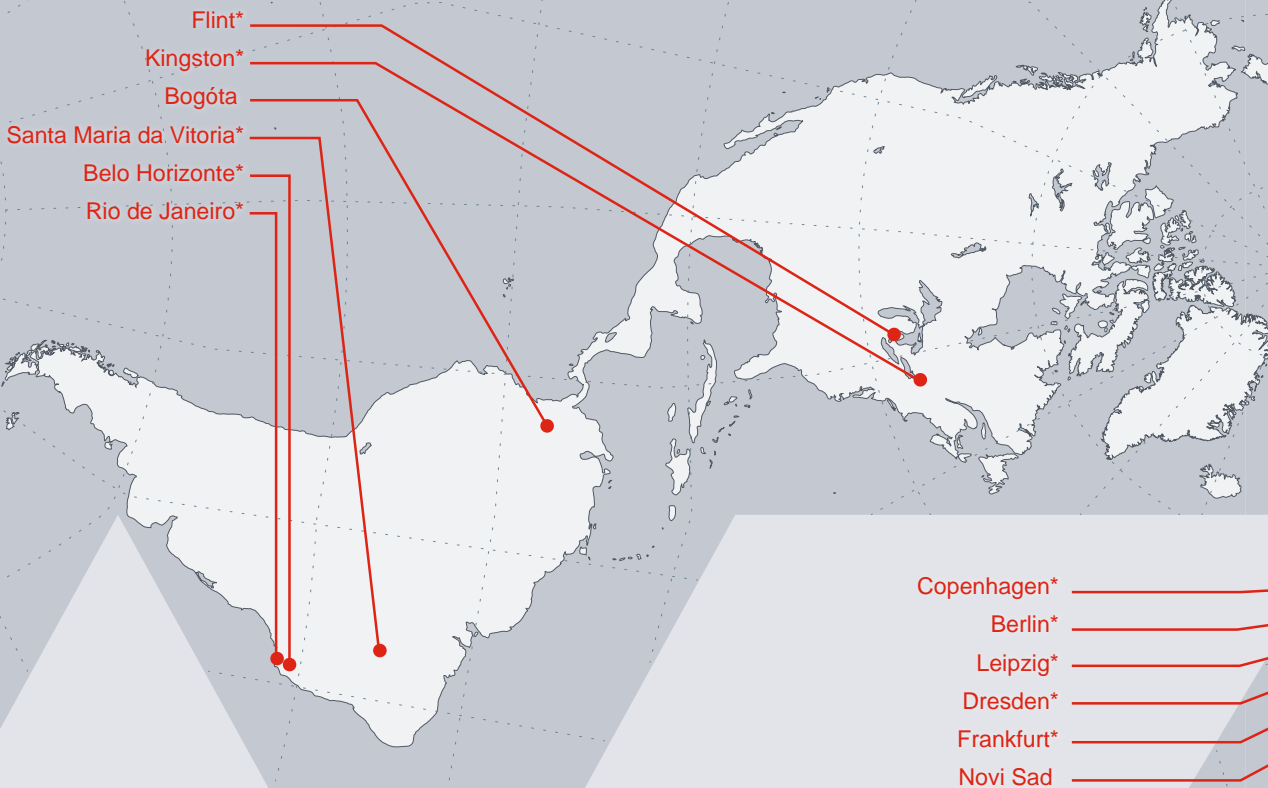 Flint*
Kingston*
Bogóta
Santa Maria da Vitoria*
Belo Horizonte*
Rio de Janeiro*
Copenhagen*
Berlin*
Leipzig*
Dresden*
Frankfurt*
Novi Sad